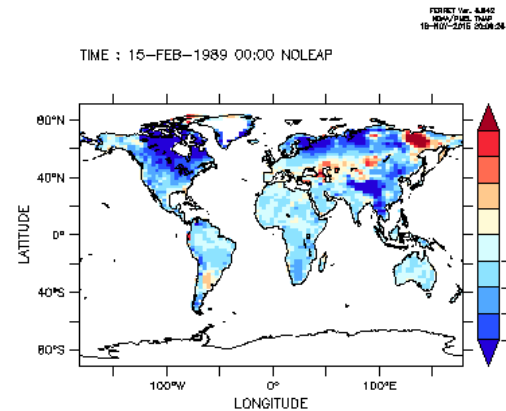 FERRET Ver. 6.842
NOAA/PMEL TMAP
TIME : 15-FEB-1989 00:00 NOLEAP
80°N
40°N
0°
40°S
80°S
LATITUDE
100°W 0° 100°E
LONGITUDE